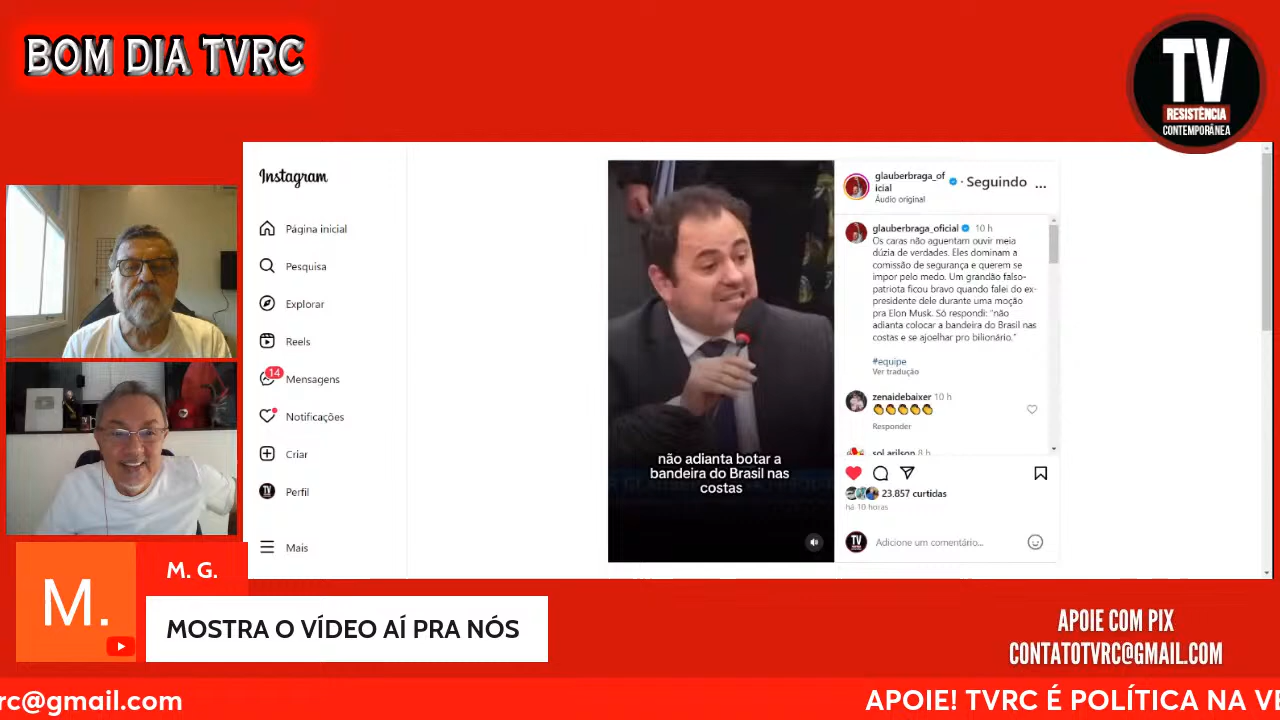 BOM DIA TVRC
TV
RESISTÊNCIA
CONTEMPORÂNEA
Instagram
Página inicial
Pesquisa
Explorar
Reels
14
Mensagens
Notificações
Criar
Perfil
Mais
não adianta botar a
bandeira do Brasil nas
costas
glauberbraga_of
icial · Seguindo ...
Áudio original
glauberbraga_oficial 10 h
Os caras não aguentam ouvir meia
dúzia de verdades. Eles dominam a
comissão de segurança e querem se
impor pelo medo. Um grandão falso-
patriota ficou bravo quando falei do ex-
presidente dele durante uma moção
pra Elon Musk. Só respondi: "não
adianta colocar a bandeira do Brasil nas
costas e se ajoelhar pro bilionário."
#equipe
Ver tradução
zenaidebaixer 10 h
👏👏👏👏👏
Responder
sol.arilson 8 h
23.857 curtidas
há 10 horas
TV
Adicione um comentário...
M.
M. G.
MOSTRA O VÍDEO AÍ PRA NÓS
APOIE COM PIX
CONTATOTVRC@GMAIL.COM
rc@gmail.com
APOIE! TVRC É POLÍTICA NA VE